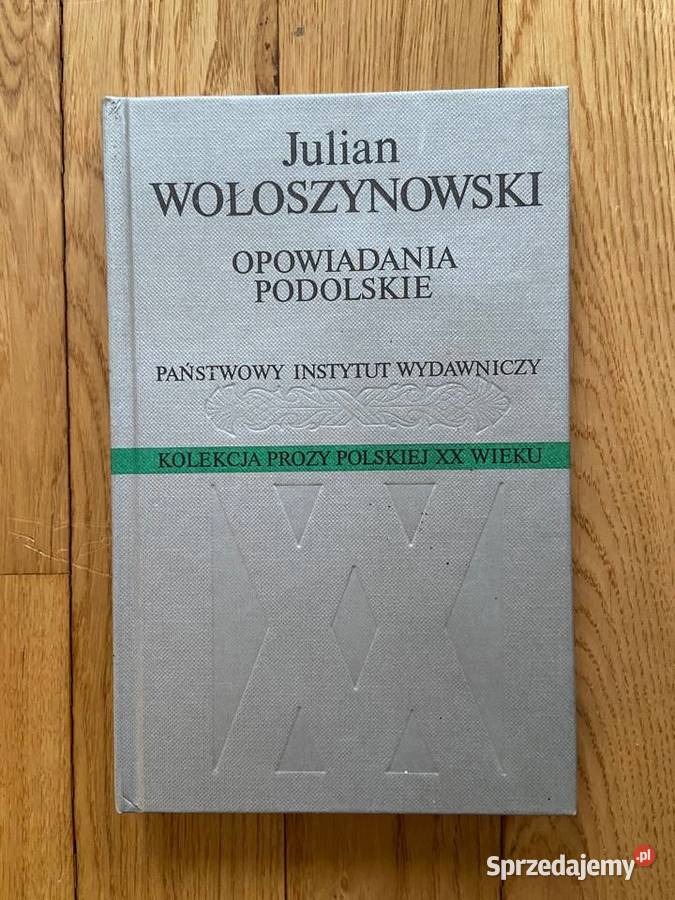 Julian
WOŁOSZYNOWSKI
OPOWIADANIA
PODOLSKIE
PAŃSTWOWY INSTYTUT WYDAWNICZY
KOLEKCJA PROZY POLSKIEJ XX WIEKU
XX
Sprzedajemy.pl